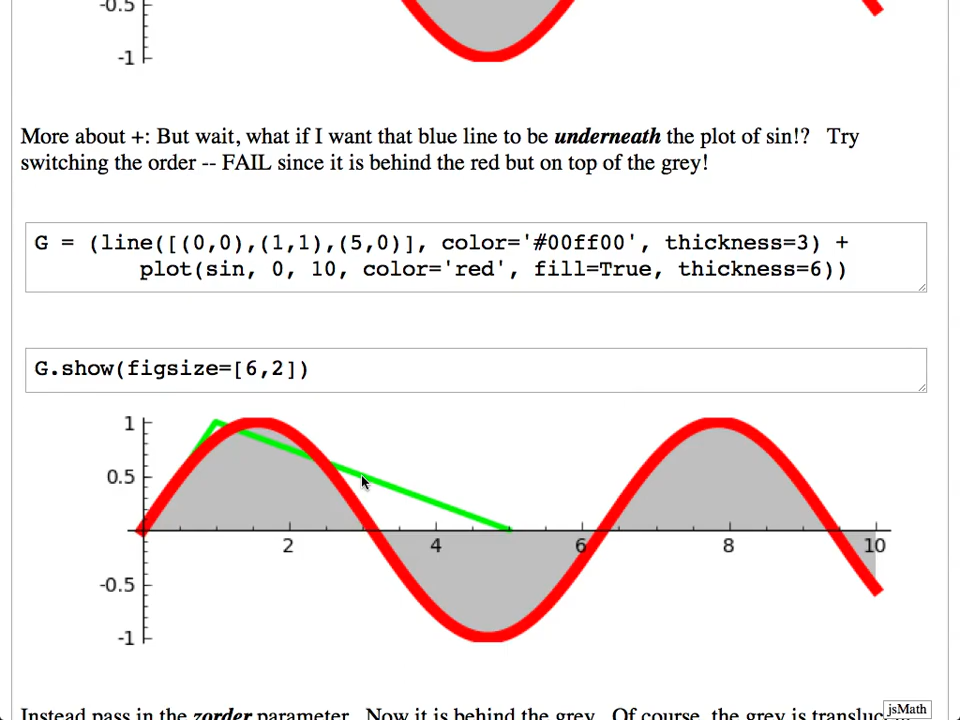 -0.5
-1
More about +: But wait, what if I want that blue line to be underneath the plot of sin!?   Try
switching the order -- FAIL since it is behind the red but on top of the grey!
G = (line([(0,0),(1,1),(5,0)], color='#00ff00', thickness=3) +
        plot(sin, 0, 10, color='red', fill=True, thickness=6))
G.show(figsize=[6,2])
1
0.5
2 4 6 8 10
-0.5
-1
Instead pass in the zorder parameter.   Now it is behind the grey.   Of course, the grey is
jsMath